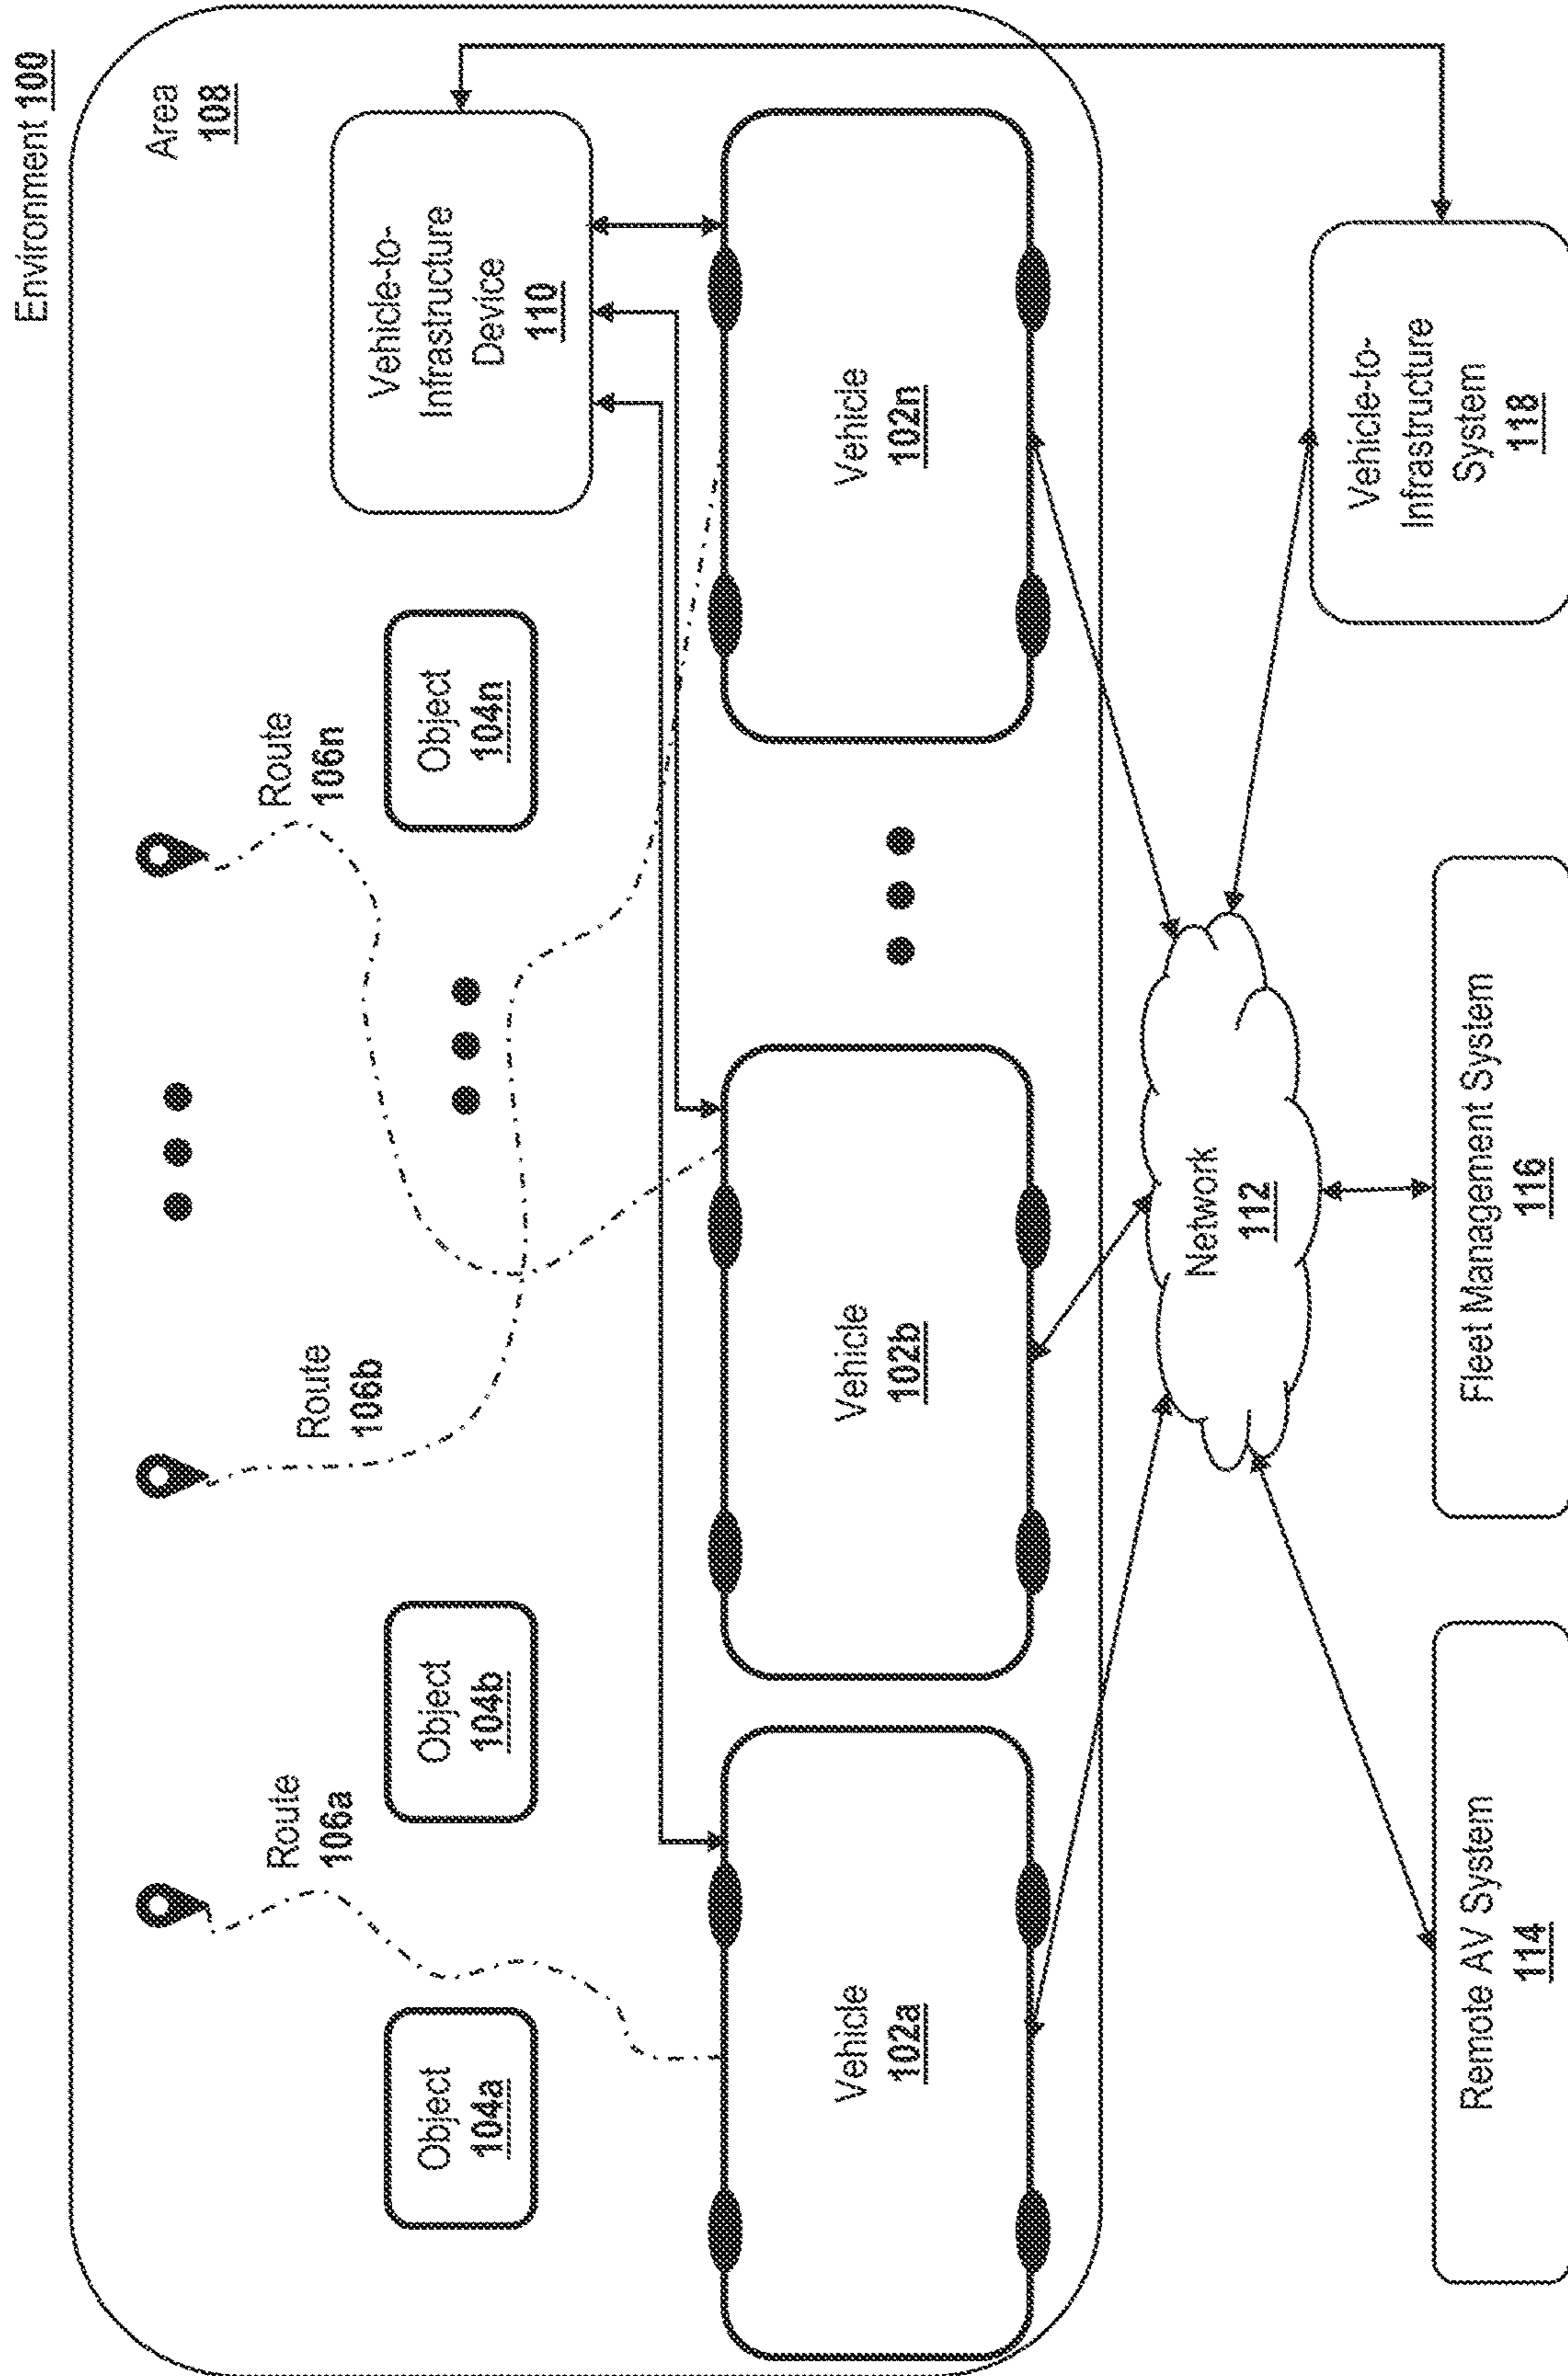 Environment 100
Area
108
Route
106a
Route
106b
Route
106n
Object
104a
Object
104b
Object
104n
Vehicle-to-
Infrastructure
Device
110
Vehicle
102a
Vehicle
102b
Vehicle
102n
Network
112
Remote AV System
114
Fleet Management System
116
Vehicle-to-
Infrastructure
System
118